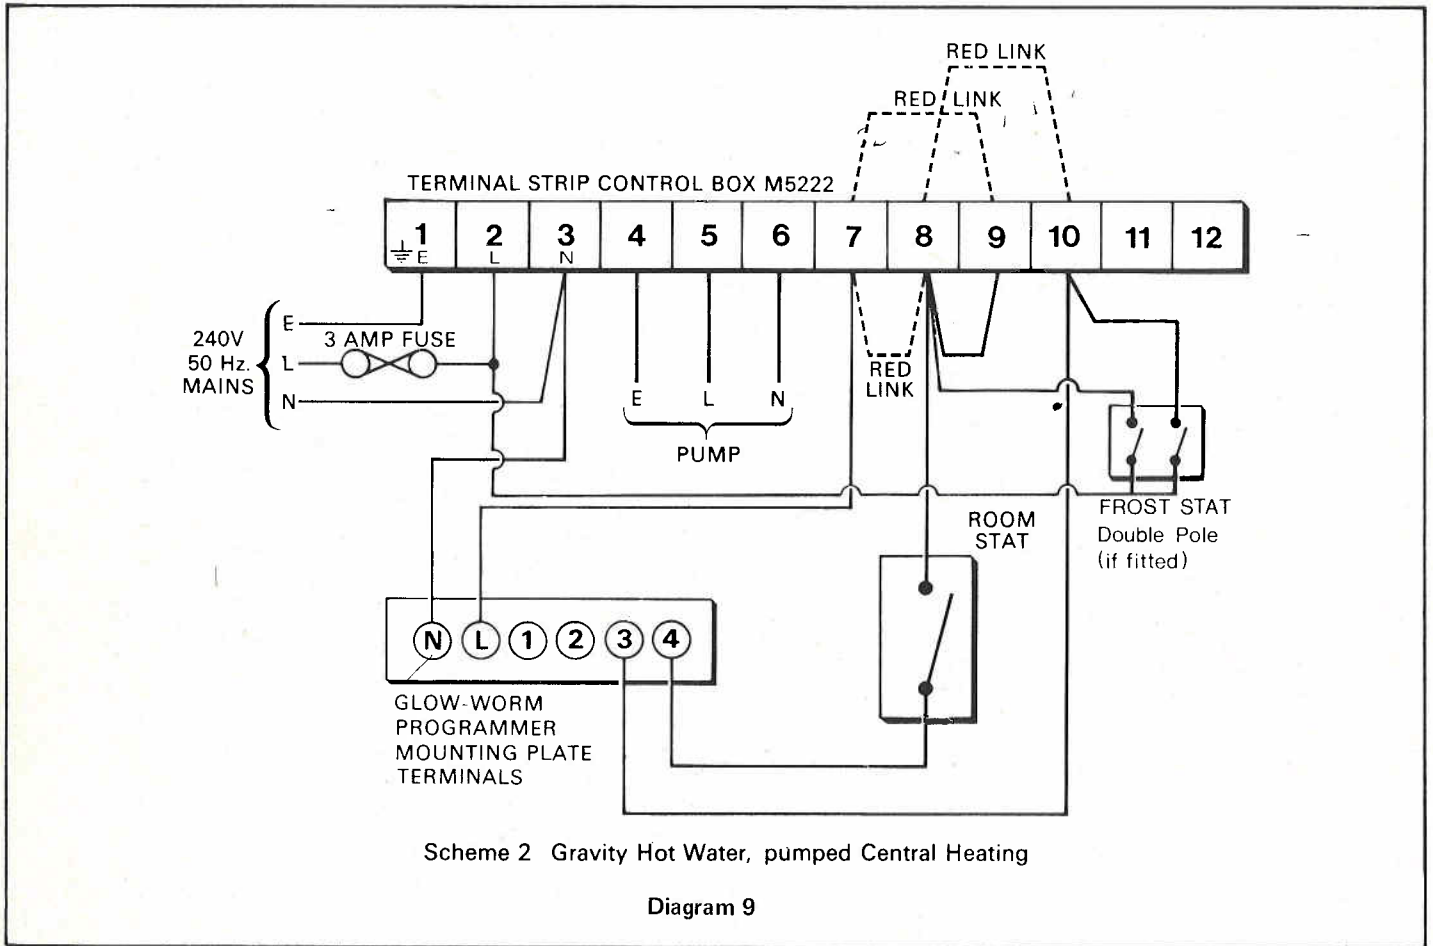 RED LINK
RED LINK
TERMINAL STRIP CONTROL BOX M5222
1 2 3 4 5 6 7 8 9 10 11 12
E L N
240V
50 Hz.
MAINS
E
L
N
3 AMP FUSE
E L N
PUMP
RED
LINK
FROST STAT
Double Pole
(if fitted)
ROOM
STAT
N L 1 2 3 4
GLOW-WORM
PROGRAMMER
MOUNTING PLATE
TERMINALS
Scheme 2 Gravity Hot Water, pumped Central Heating
Diagram 9